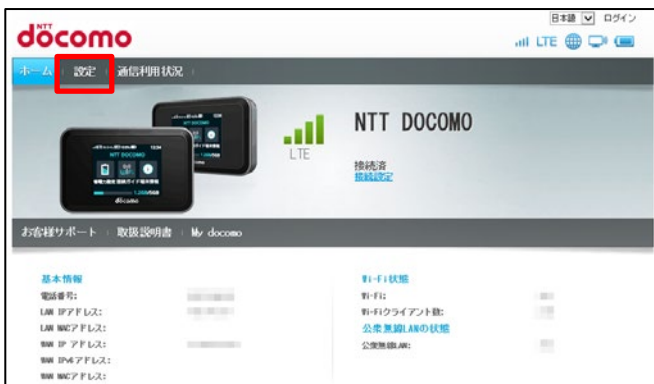 日本語 ログイン
NTT
docomo
LTE
ホーム 設定 通信利用状況
NTT DOCOMO
LTE
接続済
接続設定
docomo
お客様サポート 取扱説明書 My docomo
基本情報 Wi-Fi状態
電話番号: Wi-Fi:
LAN IPアドレス: Wi-Fiクライアント数:
LAN MACアドレス: 公衆無線LANの状態
WAN IP アドレス: 公衆無線LAN:
WAN IPv6アドレス:
WAN MACアドレス: